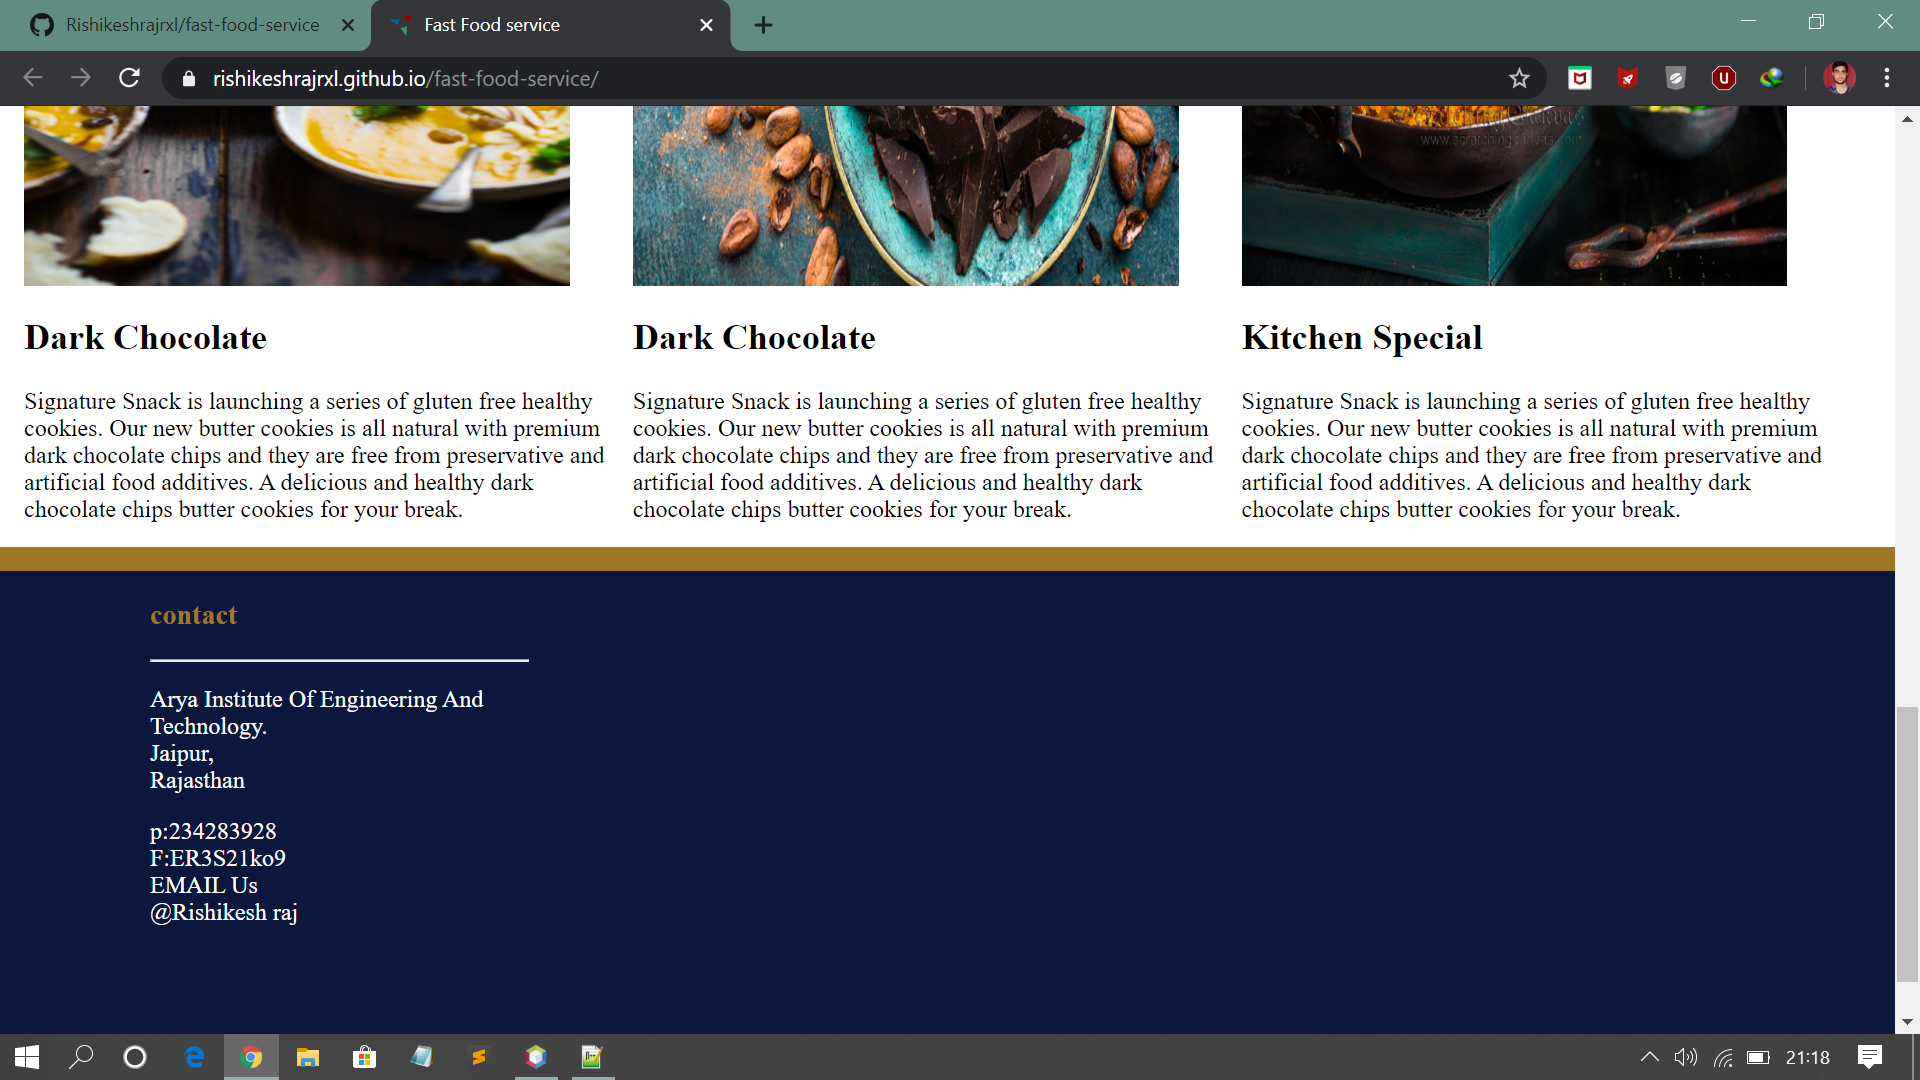 Rishikeshrajrxl/fast-food-service
Fast Food service
rishikeshrajrxl.github.io/fast-food-service/
www.scratchingcanvas.com
Dark Chocolate
Signature Snack is launching a series of gluten free healthy
cookies. Our new butter cookies is all natural with premium
dark chocolate chips and they are free from preservative and
artificial food additives. A delicious and healthy dark
chocolate chips butter cookies for your break.
Dark Chocolate
Signature Snack is launching a series of gluten free healthy
cookies. Our new butter cookies is all natural with premium
dark chocolate chips and they are free from preservative and
artificial food additives. A delicious and healthy dark
chocolate chips butter cookies for your break.
Kitchen Special
Signature Snack is launching a series of gluten free healthy
cookies. Our new butter cookies is all natural with premium
dark chocolate chips and they are free from preservative and
artificial food additives. A delicious and healthy dark
chocolate chips butter cookies for your break.
contact
Arya Institute Of Engineering And
Technology.
Jaipur,
Rajasthan
p:234283928
F:ER3S21ko9
EMAIL Us
@Rishikesh raj
21:18